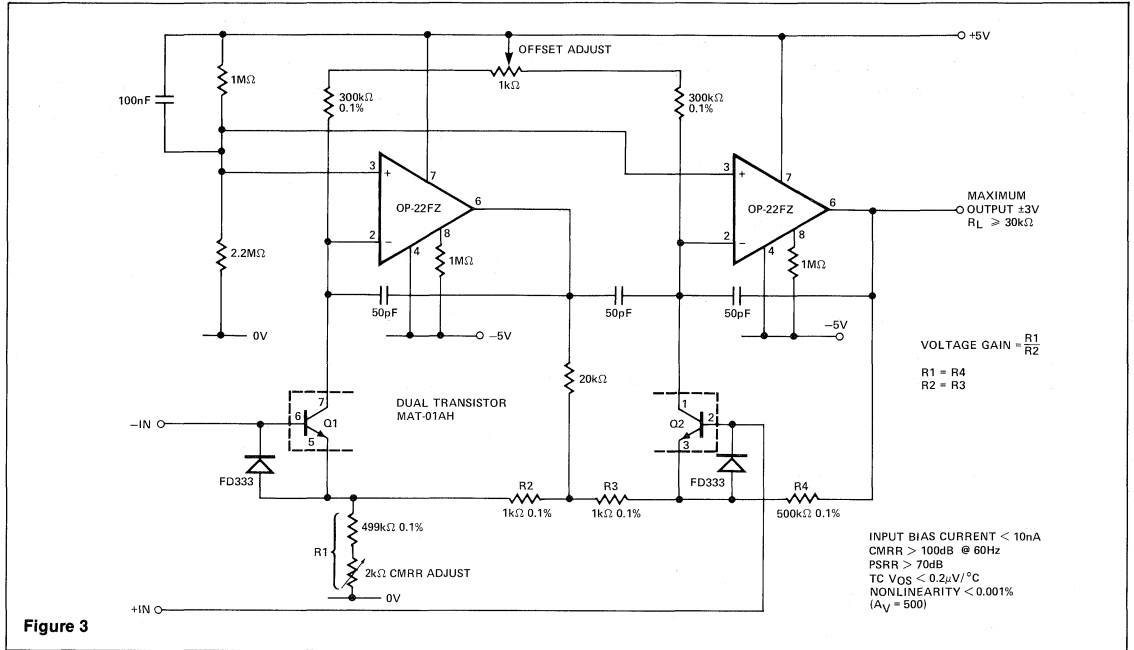 +5V
OFFSET ADJUST
1kΩ
1MΩ
100nF
300kΩ
0.1%
300kΩ
0.1%
3
+
7
OP-22FZ
6
2
−
8
4
1MΩ
3
+
7
OP-22FZ
6
2
−
8
4
1MΩ
MAXIMUM
OUTPUT ±3V
RL ≥ 30kΩ
2.2MΩ
0V
50pF
50pF
50pF
−5V
−5V
VOLTAGE GAIN = R1/R2
R1 = R4
R2 = R3
20kΩ
DUAL TRANSISTOR
MAT-01AH
−IN
7
6
Q1
5
FD333
1
Q2
2
3
FD333
R2
1kΩ 0.1%
R3
1kΩ 0.1%
R4
500kΩ 0.1%
R1
499kΩ 0.1%
2kΩ CMRR ADJUST
0V
+IN
INPUT BIAS CURRENT < 10nA
CMRR > 100dB @ 60Hz
PSRR > 70dB
TC VOS < 0.2μV/°C
NONLINEARITY < 0.001%
(AV = 500)
Figure 3